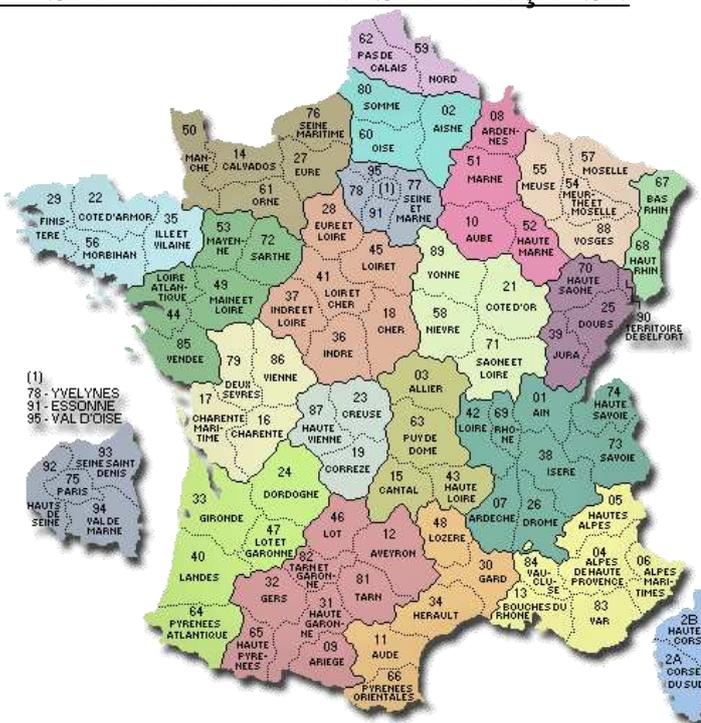 62
PAS DE
CALAIS
59
NORD
80
SOMME
02
AISNE
60
OISE
08
ARDEN-
NES
51
MARNE
10
AUBE
52
HAUTE
MARNE
55
MEUSE
57
MOSELLE
54
MEUR-
THE ET
MOSELLE
88
VOSGES
67
BAS
RHIN
68
HAUT
RHIN
50
MAN-
CHE
14
CALVADOS
76
SEINE
MARITIME
27
EURE
61
ORNE
95
78
(1)
91
77
SEINE
ET
MARNE
29
FINIS-
TERE
22
COTE D'ARMOR
35
ILLE ET
VILAINE
56
MORBIHAN
53
MAYEN-
NE
72
SARTHE
LOIRE
ATLAN-
TIQUE
44
49
MAINE ET
LOIRE
85
VENDEE
28
EURE ET
LOIRE
45
LOIRET
41
LOIR ET
CHER
37
INDRE ET
LOIRE
36
INDRE
18
CHER
89
YONNE
21
COTE D'OR
58
NIEVRE
71
SAONE ET
LOIRE
70
HAUTE
SAONE
25
DOUBS
39
JURA
90
TERRITOIRE
DE BELFORT
79
DEUX
SEVRES
86
VIENNE
17
CHARENTE
MARI-
TIME
16
CHARENTE
87
HAUTE
VIENNE
23
CREUSE
19
CORREZE
03
ALLIER
63
PUY DE
DOME
15
CANTAL
43
HAUTE
LOIRE
42
LOIRE
69
RHO-
NE
01
AIN
74
HAUTE
SAVOIE
73
SAVOIE
38
ISERE
07
ARDECHE
26
DROME
(1)
78 - YVELYNES
91 - ESSONNE
95 - VAL D'OISE
92
93
SEINE SAINT
DENIS
75
PARIS
HAUTS
DE
SEINE
94
VAL DE
MARNE
24
DORDOGNE
33
GIRONDE
47
LOT ET
GARONNE
40
LANDES
64
PYRENEES
ATLANTIQUE
46
LOT
12
AVEYRON
82
TARN ET
GARON-
NE
32
GERS
81
TARN
31
HAUTE
GARON-
NE
65
HAUTE
PYRE-
NEES
09
ARIEGE
48
LOZERE
30
GARD
34
HERAULT
11
AUDE
66
PYRENEES
ORIENTALES
05
HAUTES
ALPES
04
ALPES
DE HAUTE
PROVENCE
06
ALPES
MARI-
TIMES
84
VAU-
CLU-
SE
13
BOUCHES DU
RHONE
83
VAR
2B
HAUTE
CORS
2A
CORSE
DU SUD